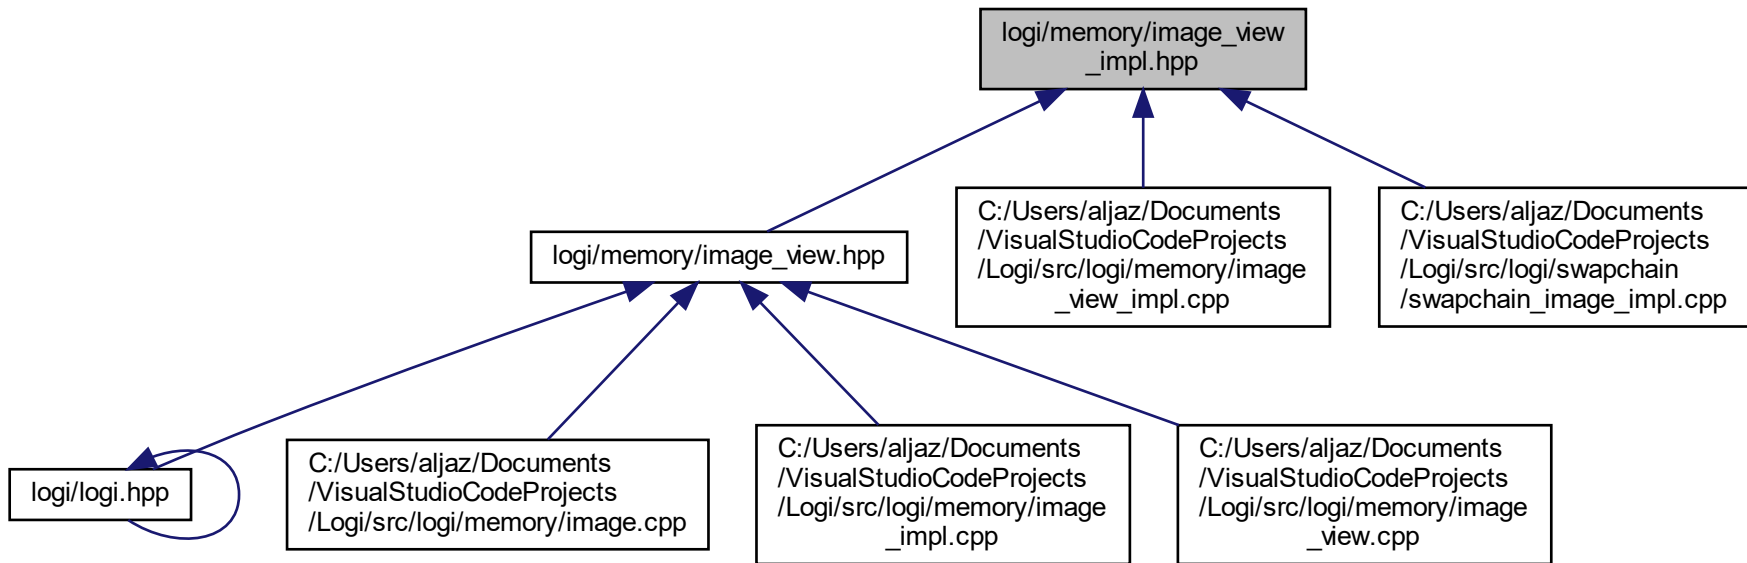 logi/memory/image_view
_impl.hpp
C:/Users/aljaz/Documents
/VisualStudioCodeProjects
/Logi/src/logi/memory/image
_view_impl.cpp
C:/Users/aljaz/Documents
/VisualStudioCodeProjects
/Logi/src/logi/swapchain
/swapchain_image_impl.cpp
logi/memory/image_view.hpp
logi/logi.hpp
C:/Users/aljaz/Documents
/VisualStudioCodeProjects
/Logi/src/logi/memory/image.cpp
C:/Users/aljaz/Documents
/VisualStudioCodeProjects
/Logi/src/logi/memory/image
_impl.cpp
C:/Users/aljaz/Documents
/VisualStudioCodeProjects
/Logi/src/logi/memory/image
_view.cpp